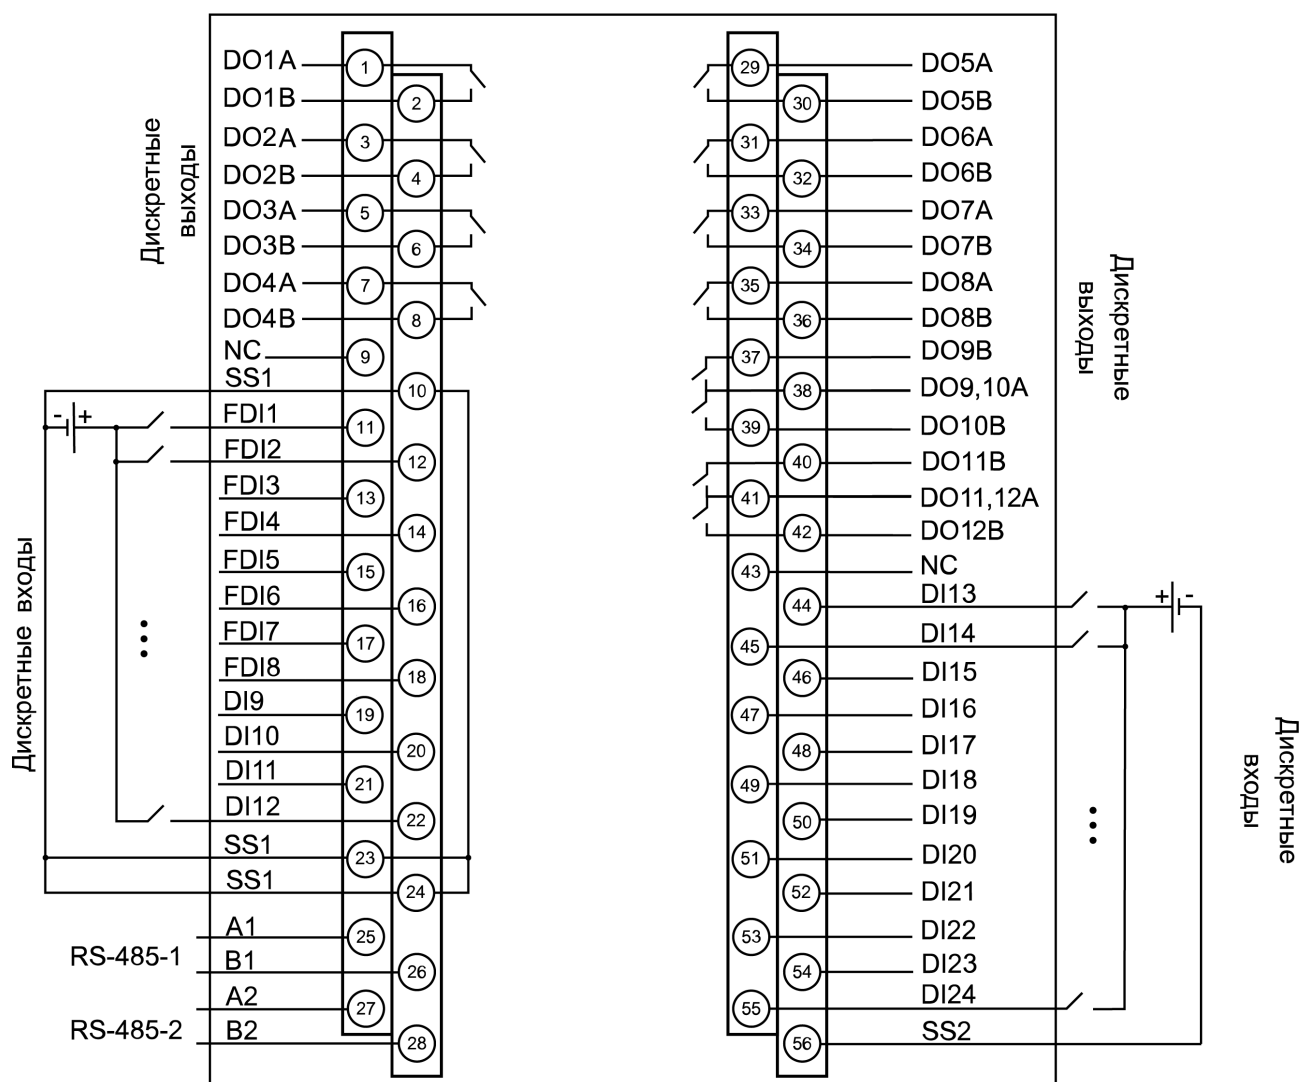 Дискретные
выходы
DO1A
1
DO1B
2
DO2A
3
DO2B
4
DO3A
5
DO3B
6
DO4A
7
DO4B
8
NC
9
SS1
10
- +
FDI1
11
FDI2
12
FDI3
13
FDI4
14
FDI5
15
FDI6
16
FDI7
17
FDI8
18
DI9
19
DI10
20
DI11
21
DI12
22
SS1
23
SS1
24
Дискретные входы
RS-485-1
A1
25
B1
26
RS-485-2
A2
27
B2
28
29
DO5A
30
DO5B
31
DO6A
32
DO6B
33
DO7A
34
DO7B
35
DO8A
36
DO8B
37
DO9B
38
DO9,10A
39
DO10B
40
DO11B
41
DO11,12A
42
DO12B
43
NC
Дискретные
выходы
44
DI13
+ -
45
DI14
46
DI15
47
DI16
48
DI17
49
DI18
50
DI19
51
DI20
52
DI21
53
DI22
54
DI23
55
DI24
56
SS2
Дискретные
входы